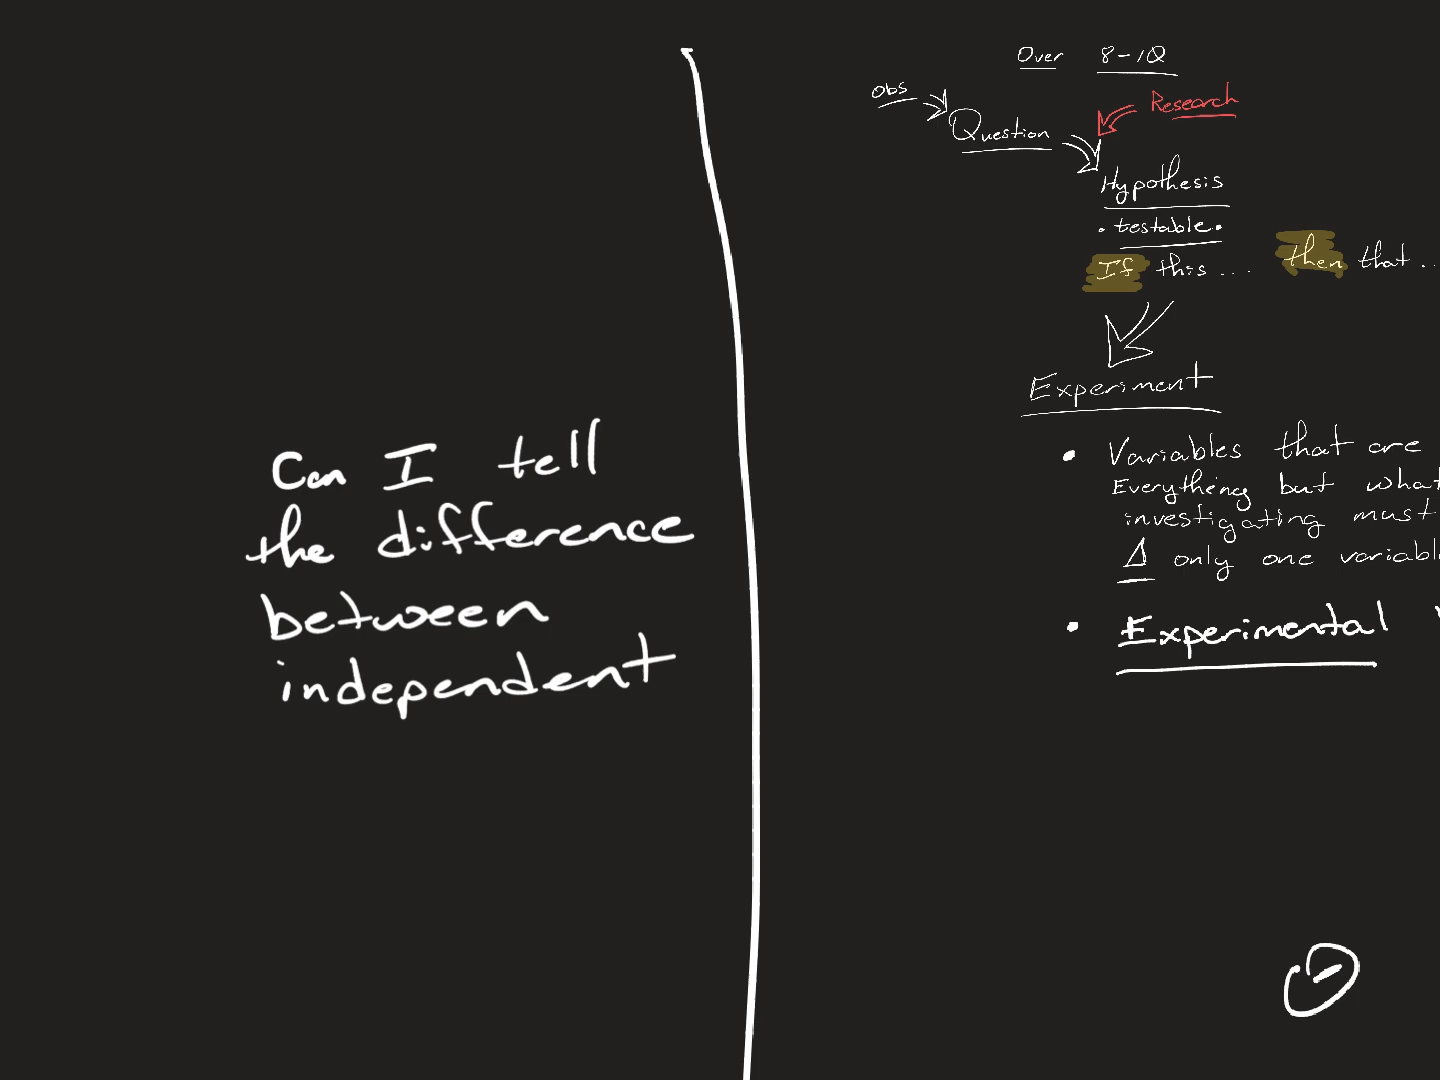 Can I tell
the difference
between
independent
Over 8-10
Obs
Research
Question
Hypothesis
• testable •
If this ... then that ..
Experiment
• Variables that are
Everything but what
investigating must
Δ only one variabl
• Experimental